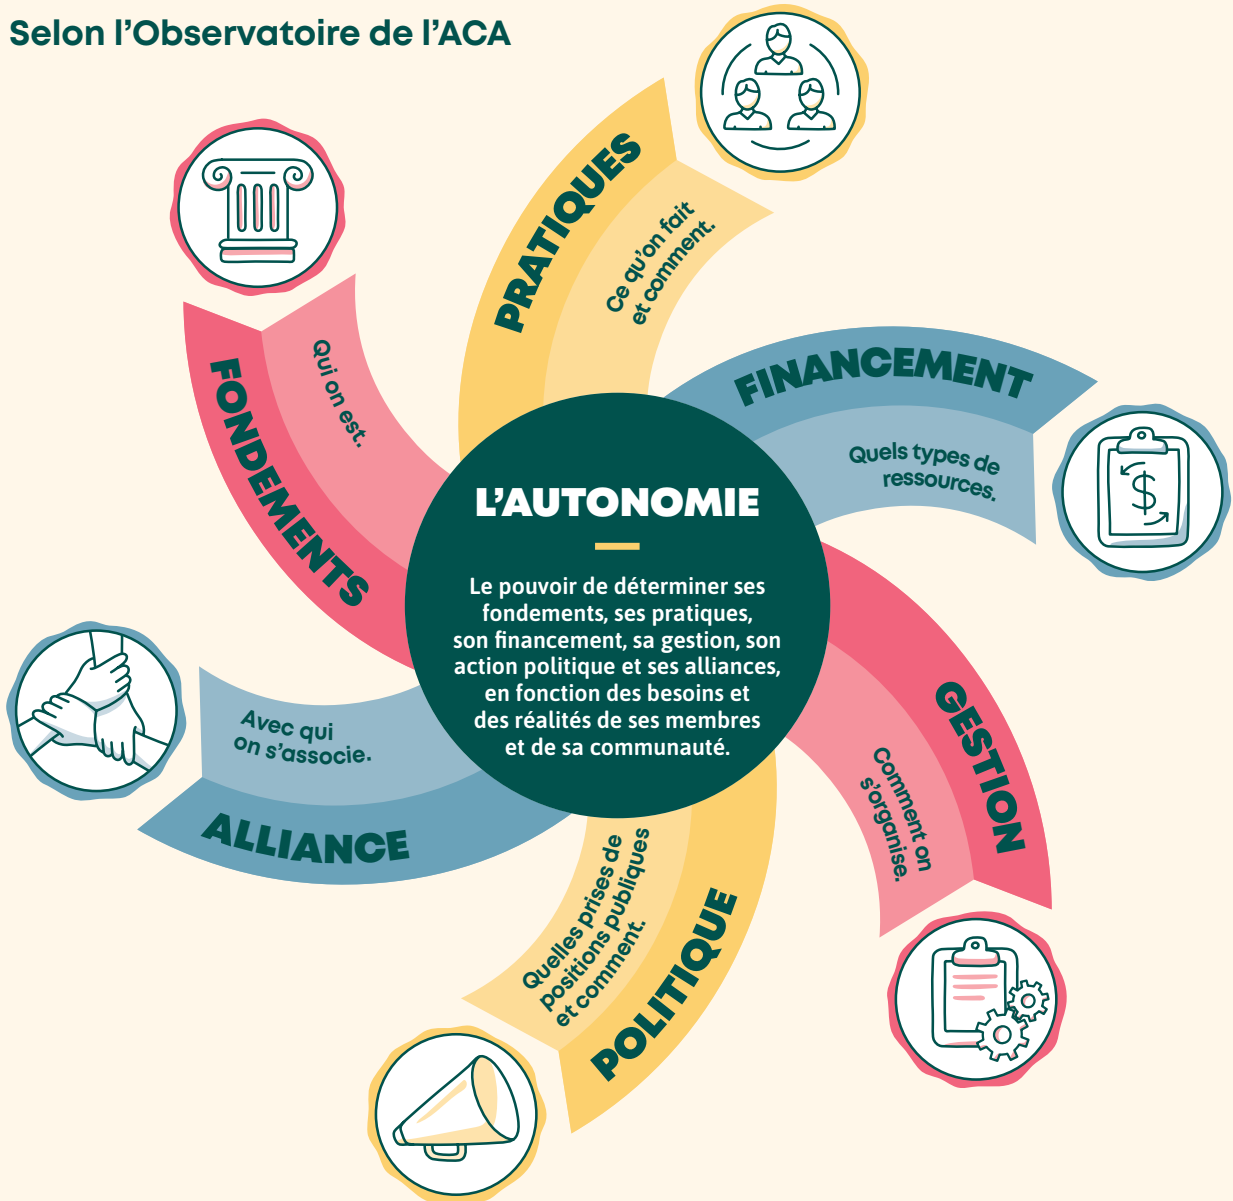 Selon l’Observatoire de l’ACA
PRATIQUES
Ce qu’on fait
et comment.
FINANCEMENT
Quels types de
ressources.
FONDEMENTS
Qui on est.
L’AUTONOMIE
Le pouvoir de déterminer ses
fondements, ses pratiques,
son financement, sa gestion, son
action politique et ses alliances,
en fonction des besoins et
des réalités de ses membres
et de sa communauté.
GESTION
Comment on
s’organise.
Avec qui
on s’associe.
ALLIANCE
Quelles prises de
positions publiques
et comment.
POLITIQUE
$